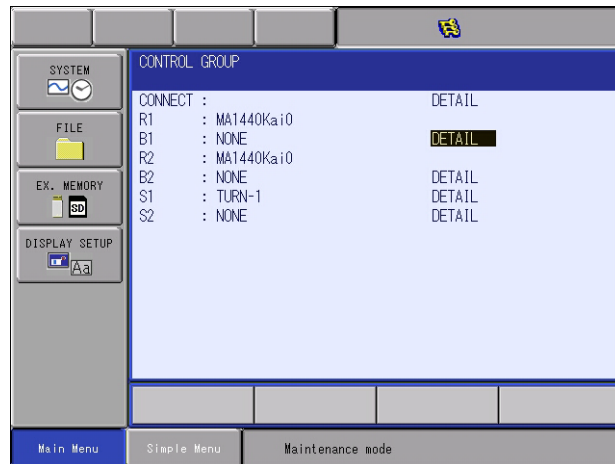 SYSTEM
FILE
EX. MEMORY
SD
DISPLAY SETUP
Aa
CONTROL GROUP
CONNECT : DETAIL
R1 : MA1440Kai0
B1 : NONE DETAIL
R2 : MA1440Kai0
B2 : NONE DETAIL
S1 : TURN-1 DETAIL
S2 : NONE DETAIL
Main Menu
Simple Menu
Maintenance mode